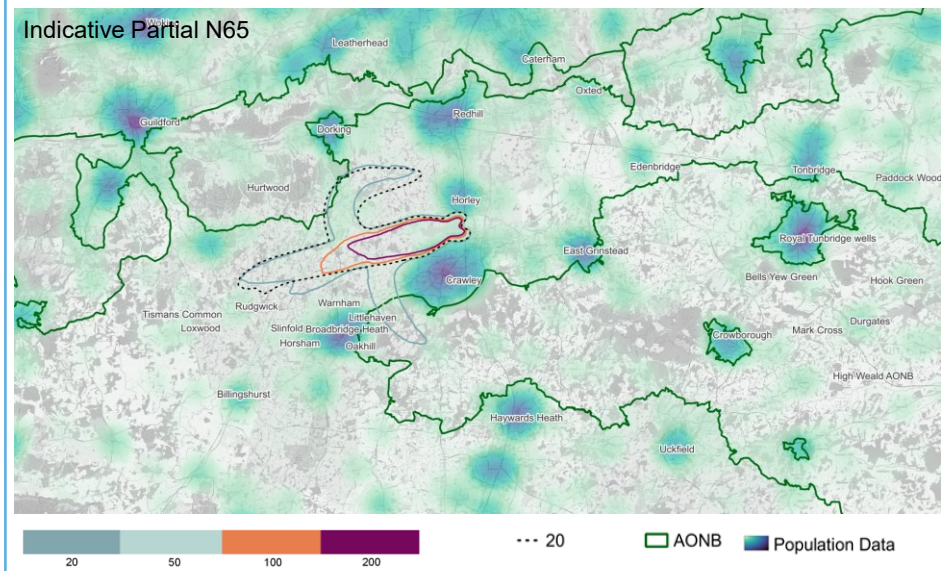 Indicative Partial N65
Woking
Leatherhead
Caterham
Oxted
Guildford
Dorking
Redhill
Edenbridge
Tonbridge
Paddock Wood
Hurtwood
Horley
Royal Tunbridge wells
East Grinstead
Bells Yew Green
Hook Green
Crawley
Rudgwick
Warnham
Tismans Common
Littlehaven
Loxwood
Slinfold
Broadbridge Heath
Horsham
Oakhill
Durgates
Mark Cross
Crowborough
High Weald AONB
Billingshurst
Haywards Heath
Uckfield
20 50 100 200
20 AONB Population Data